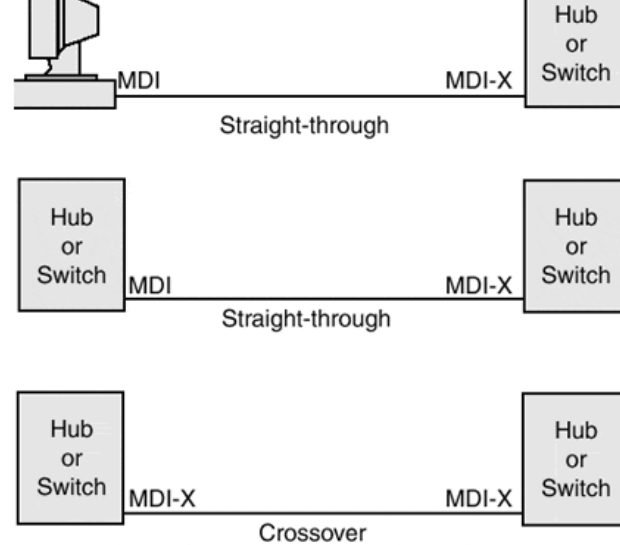 Hub
or
Switch
MDI
MDI-X
Straight-through
Hub
or
Switch
Hub
or
Switch
MDI
MDI-X
Straight-through
Hub
or
Switch
Hub
or
Switch
MDI-X
MDI-X
Crossover